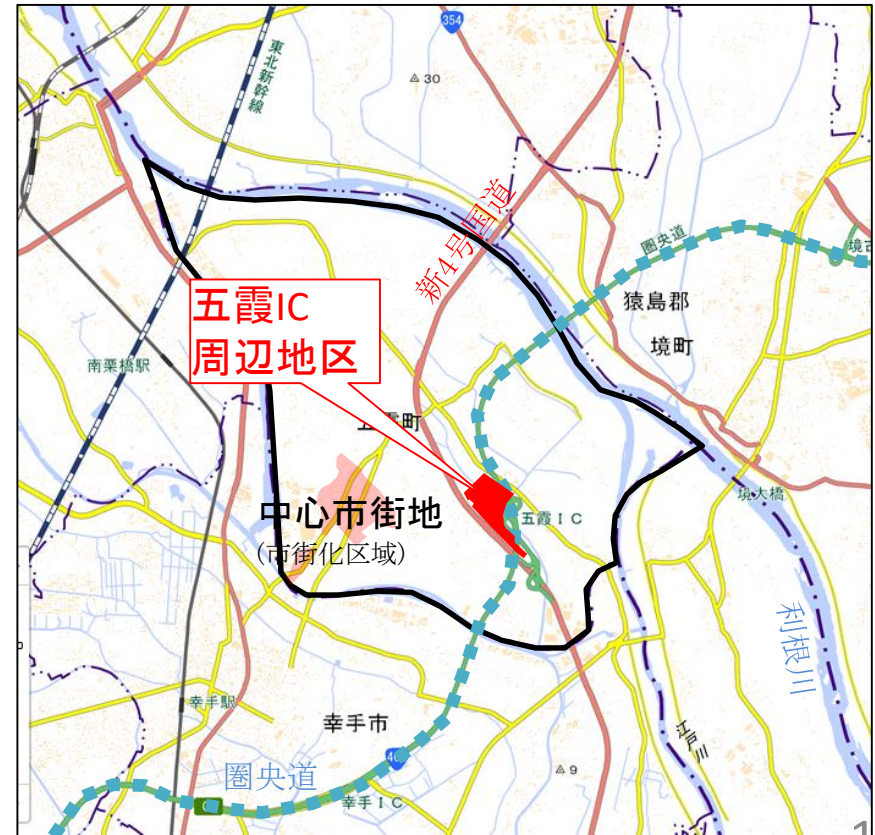 354
東北新幹線
30
新4号国道
圏央道
境古
猿島郡
境町
五霞IC
周辺地区
南栗橋駅
五霞町
中心市街地
(市街化区域)
五霞IC
境大橋
利根川
幸手駅
幸手市
江戸川
圏央道
9
幸手IC
1